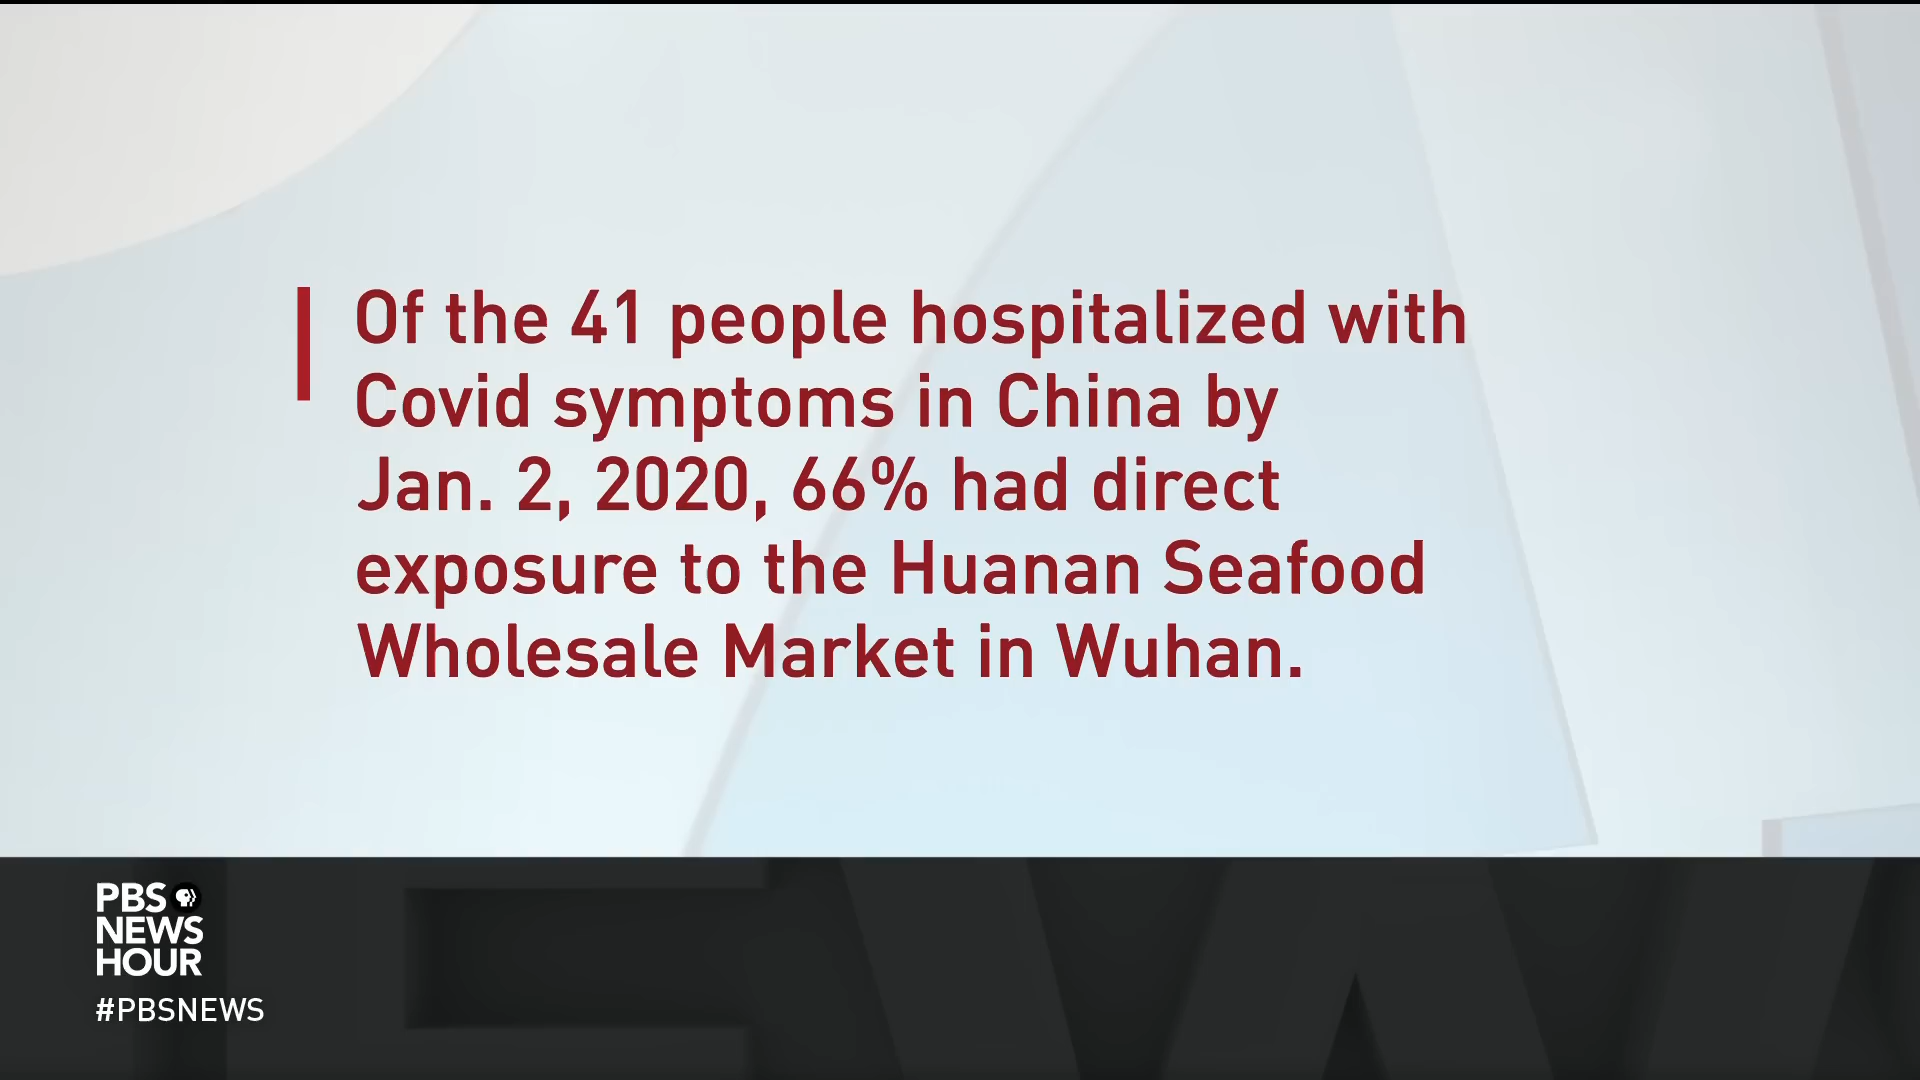 Of the 41 people hospitalized with
Covid symptoms in China by
Jan. 2, 2020, 66% had direct
exposure to the Huanan Seafood
Wholesale Market in Wuhan.
PBS
NEWS
HOUR
#PBSNEWS